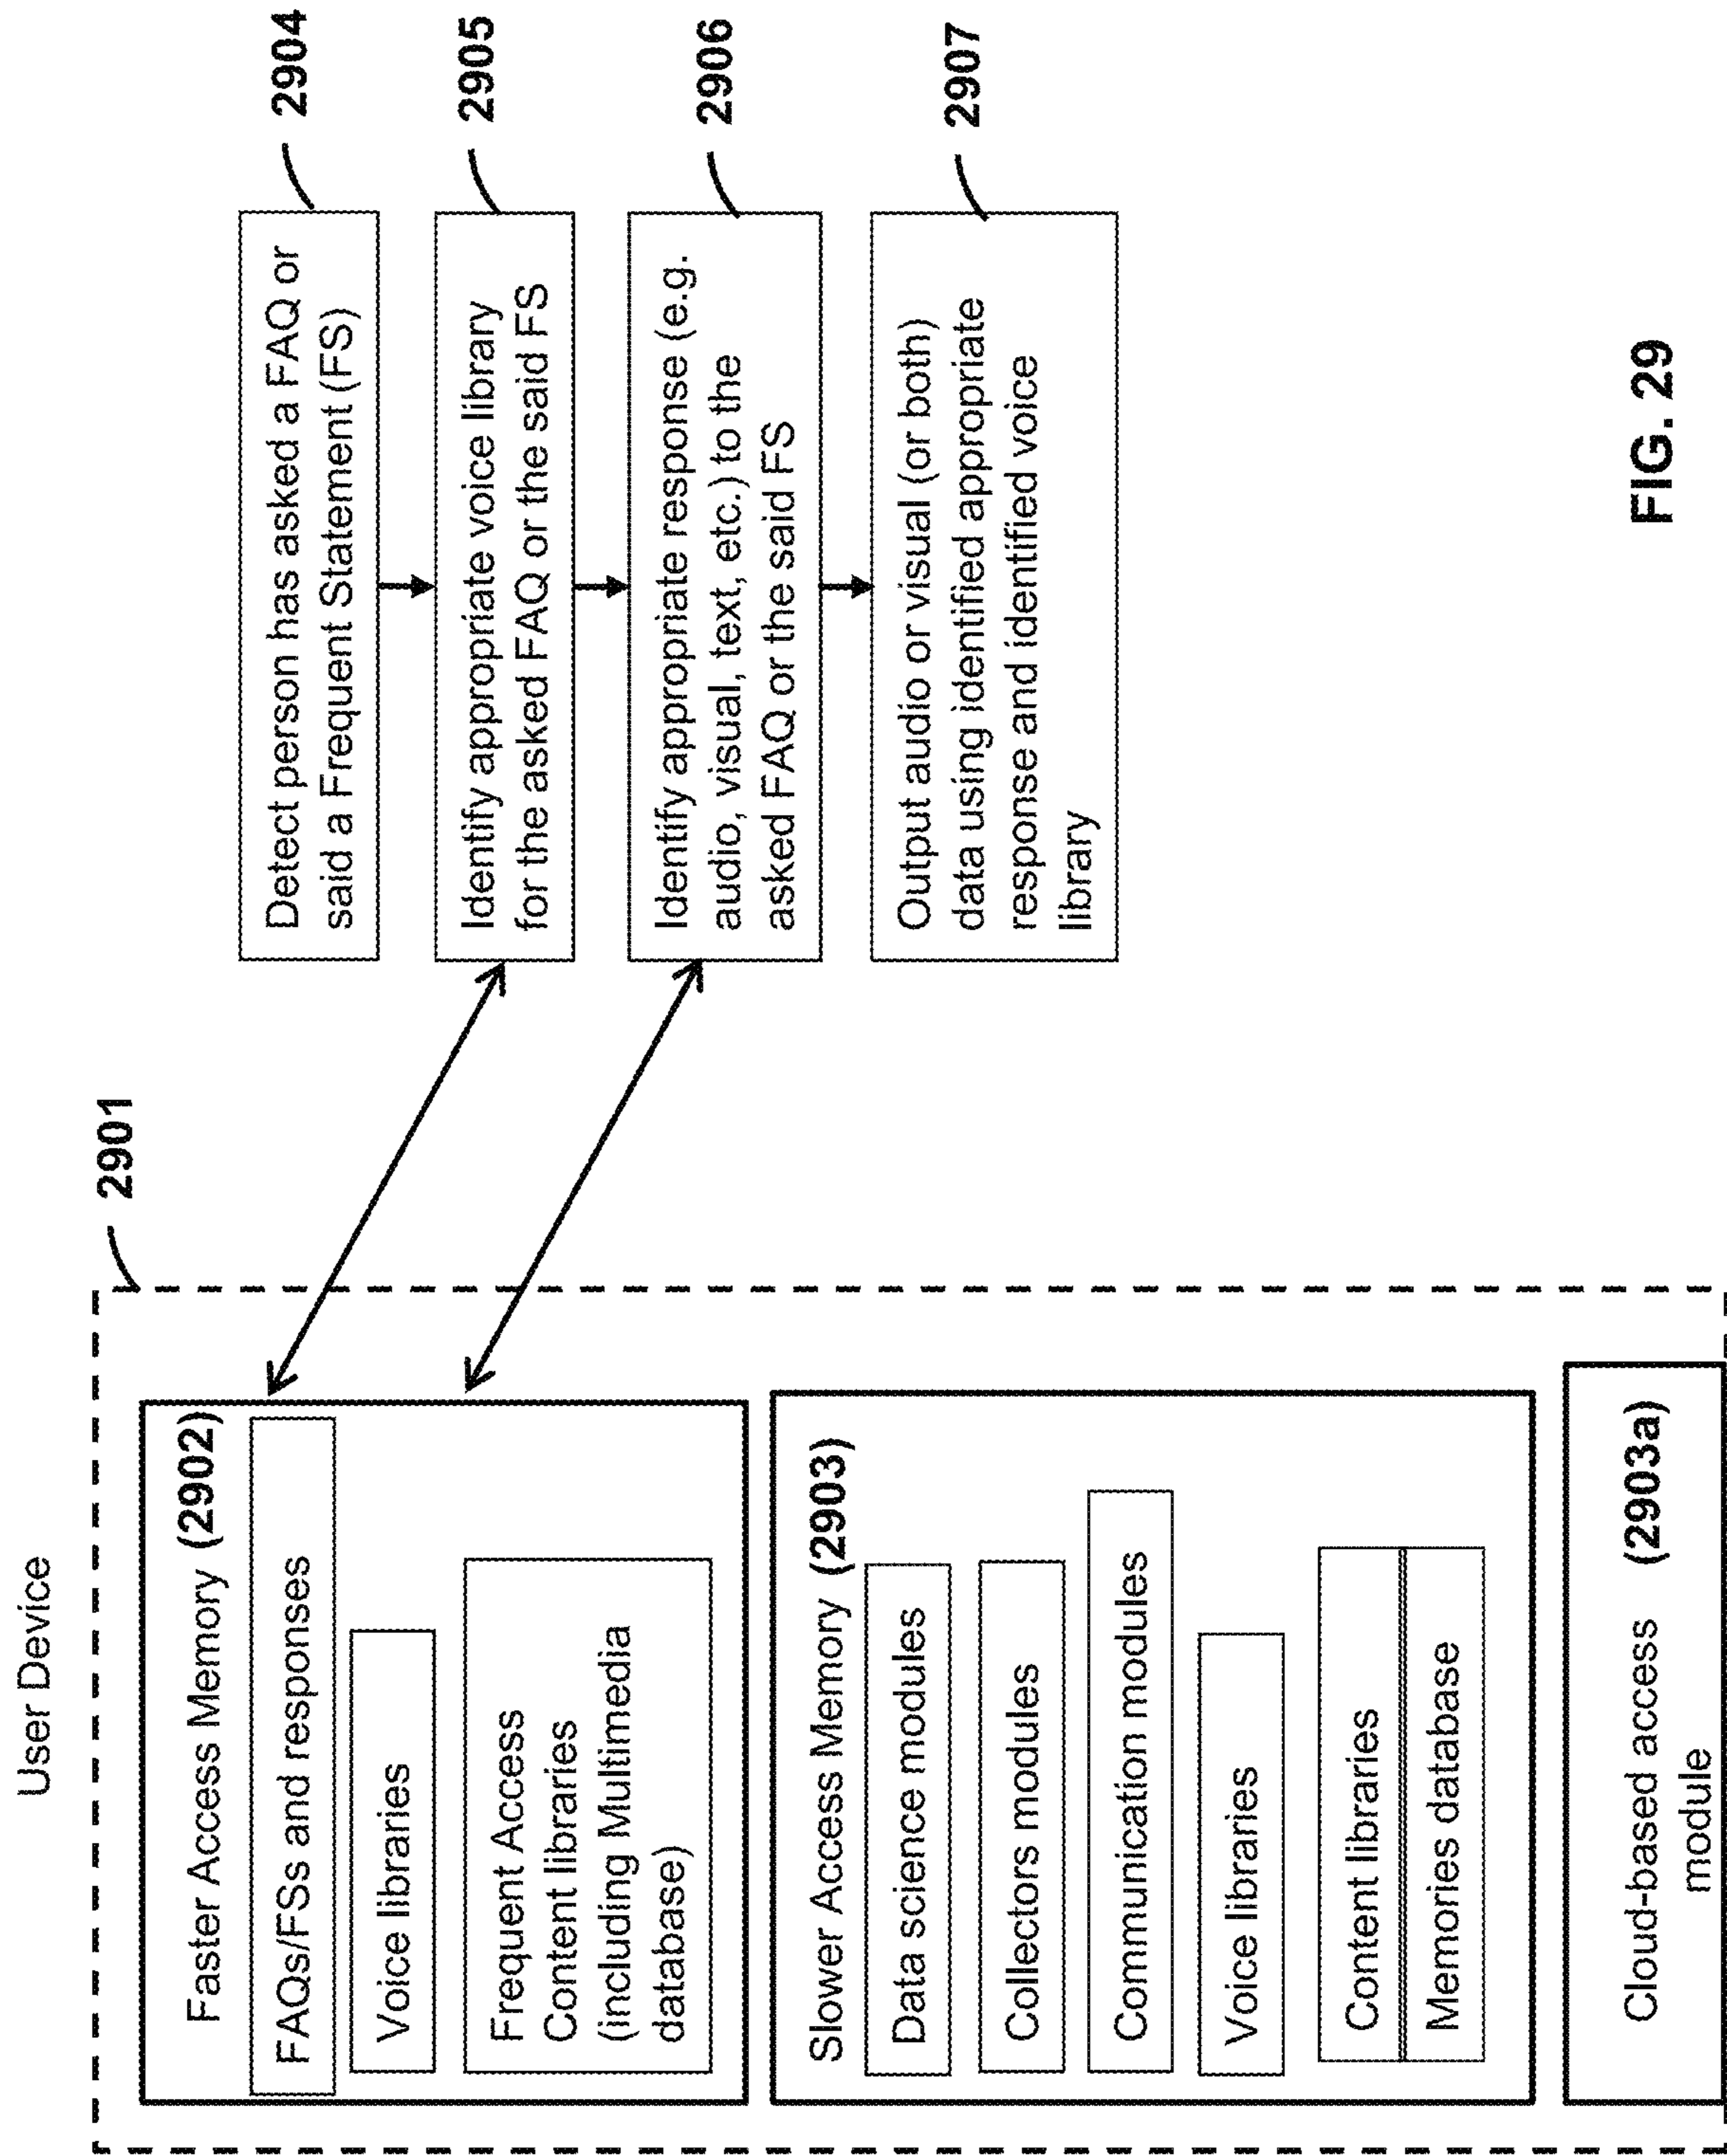 User Device
2901
Faster Access Memory (2902)
FAQs/FSs and responses
Voice libraries
Frequent Access
Content libraries
(including Multimedia
database)
Slower Access Memory (2903)
Data science modules
Collectors modules
Communication modules
Voice libraries
Content libraries
Memories database
Cloud-based access (2903a)
module
2904
Detect person has asked a FAQ or
said a Frequent Statement (FS)
2905
Identify appropriate voice library
for the asked FAQ or the said FS
2906
Identify appropriate response (e.g.
audio, visual, text, etc.) to the
asked FAQ or the said FS
2907
Output audio or visual (or both)
data using identified appropriate
response and identified voice
library
FIG. 29